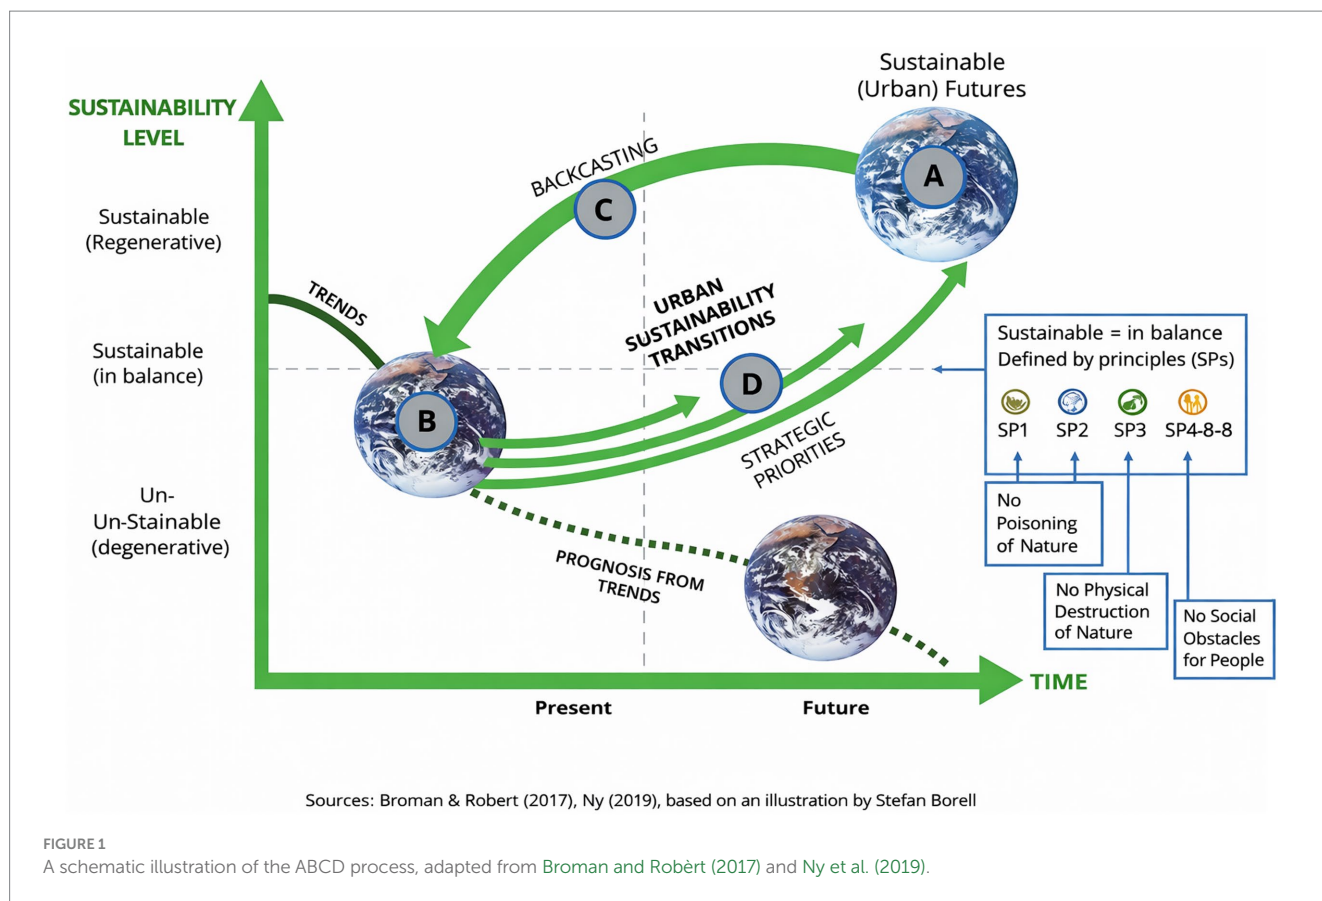 Sustainable
(Urban) Futures
SUSTAINABILITY
LEVEL
A
BACKCASTING
C
Sustainable
(Regenerative)
TRENDS
URBAN
SUSTAINABILITY
TRANSITIONS
Sustainable
(in balance)
Sustainable = in balance
Defined by principles (SPs)
SP1 SP2 SP3 SP4-8-8
B
D
STRATEGIC
PRIORITIES
Un-
Un-Stainable
(degenerative)
No
Poisoning
of Nature
PROGNOSIS FROM
TRENDS
No Physical
Destruction
of Nature
No Social
Obstacles
for People
TIME
Present Future
Sources: Broman & Robert (2017), Ny (2019), based on an illustration by Stefan Borell
FIGURE 1
A schematic illustration of the ABCD process, adapted from Broman and Robèrt (2017) and Ny et al. (2019).